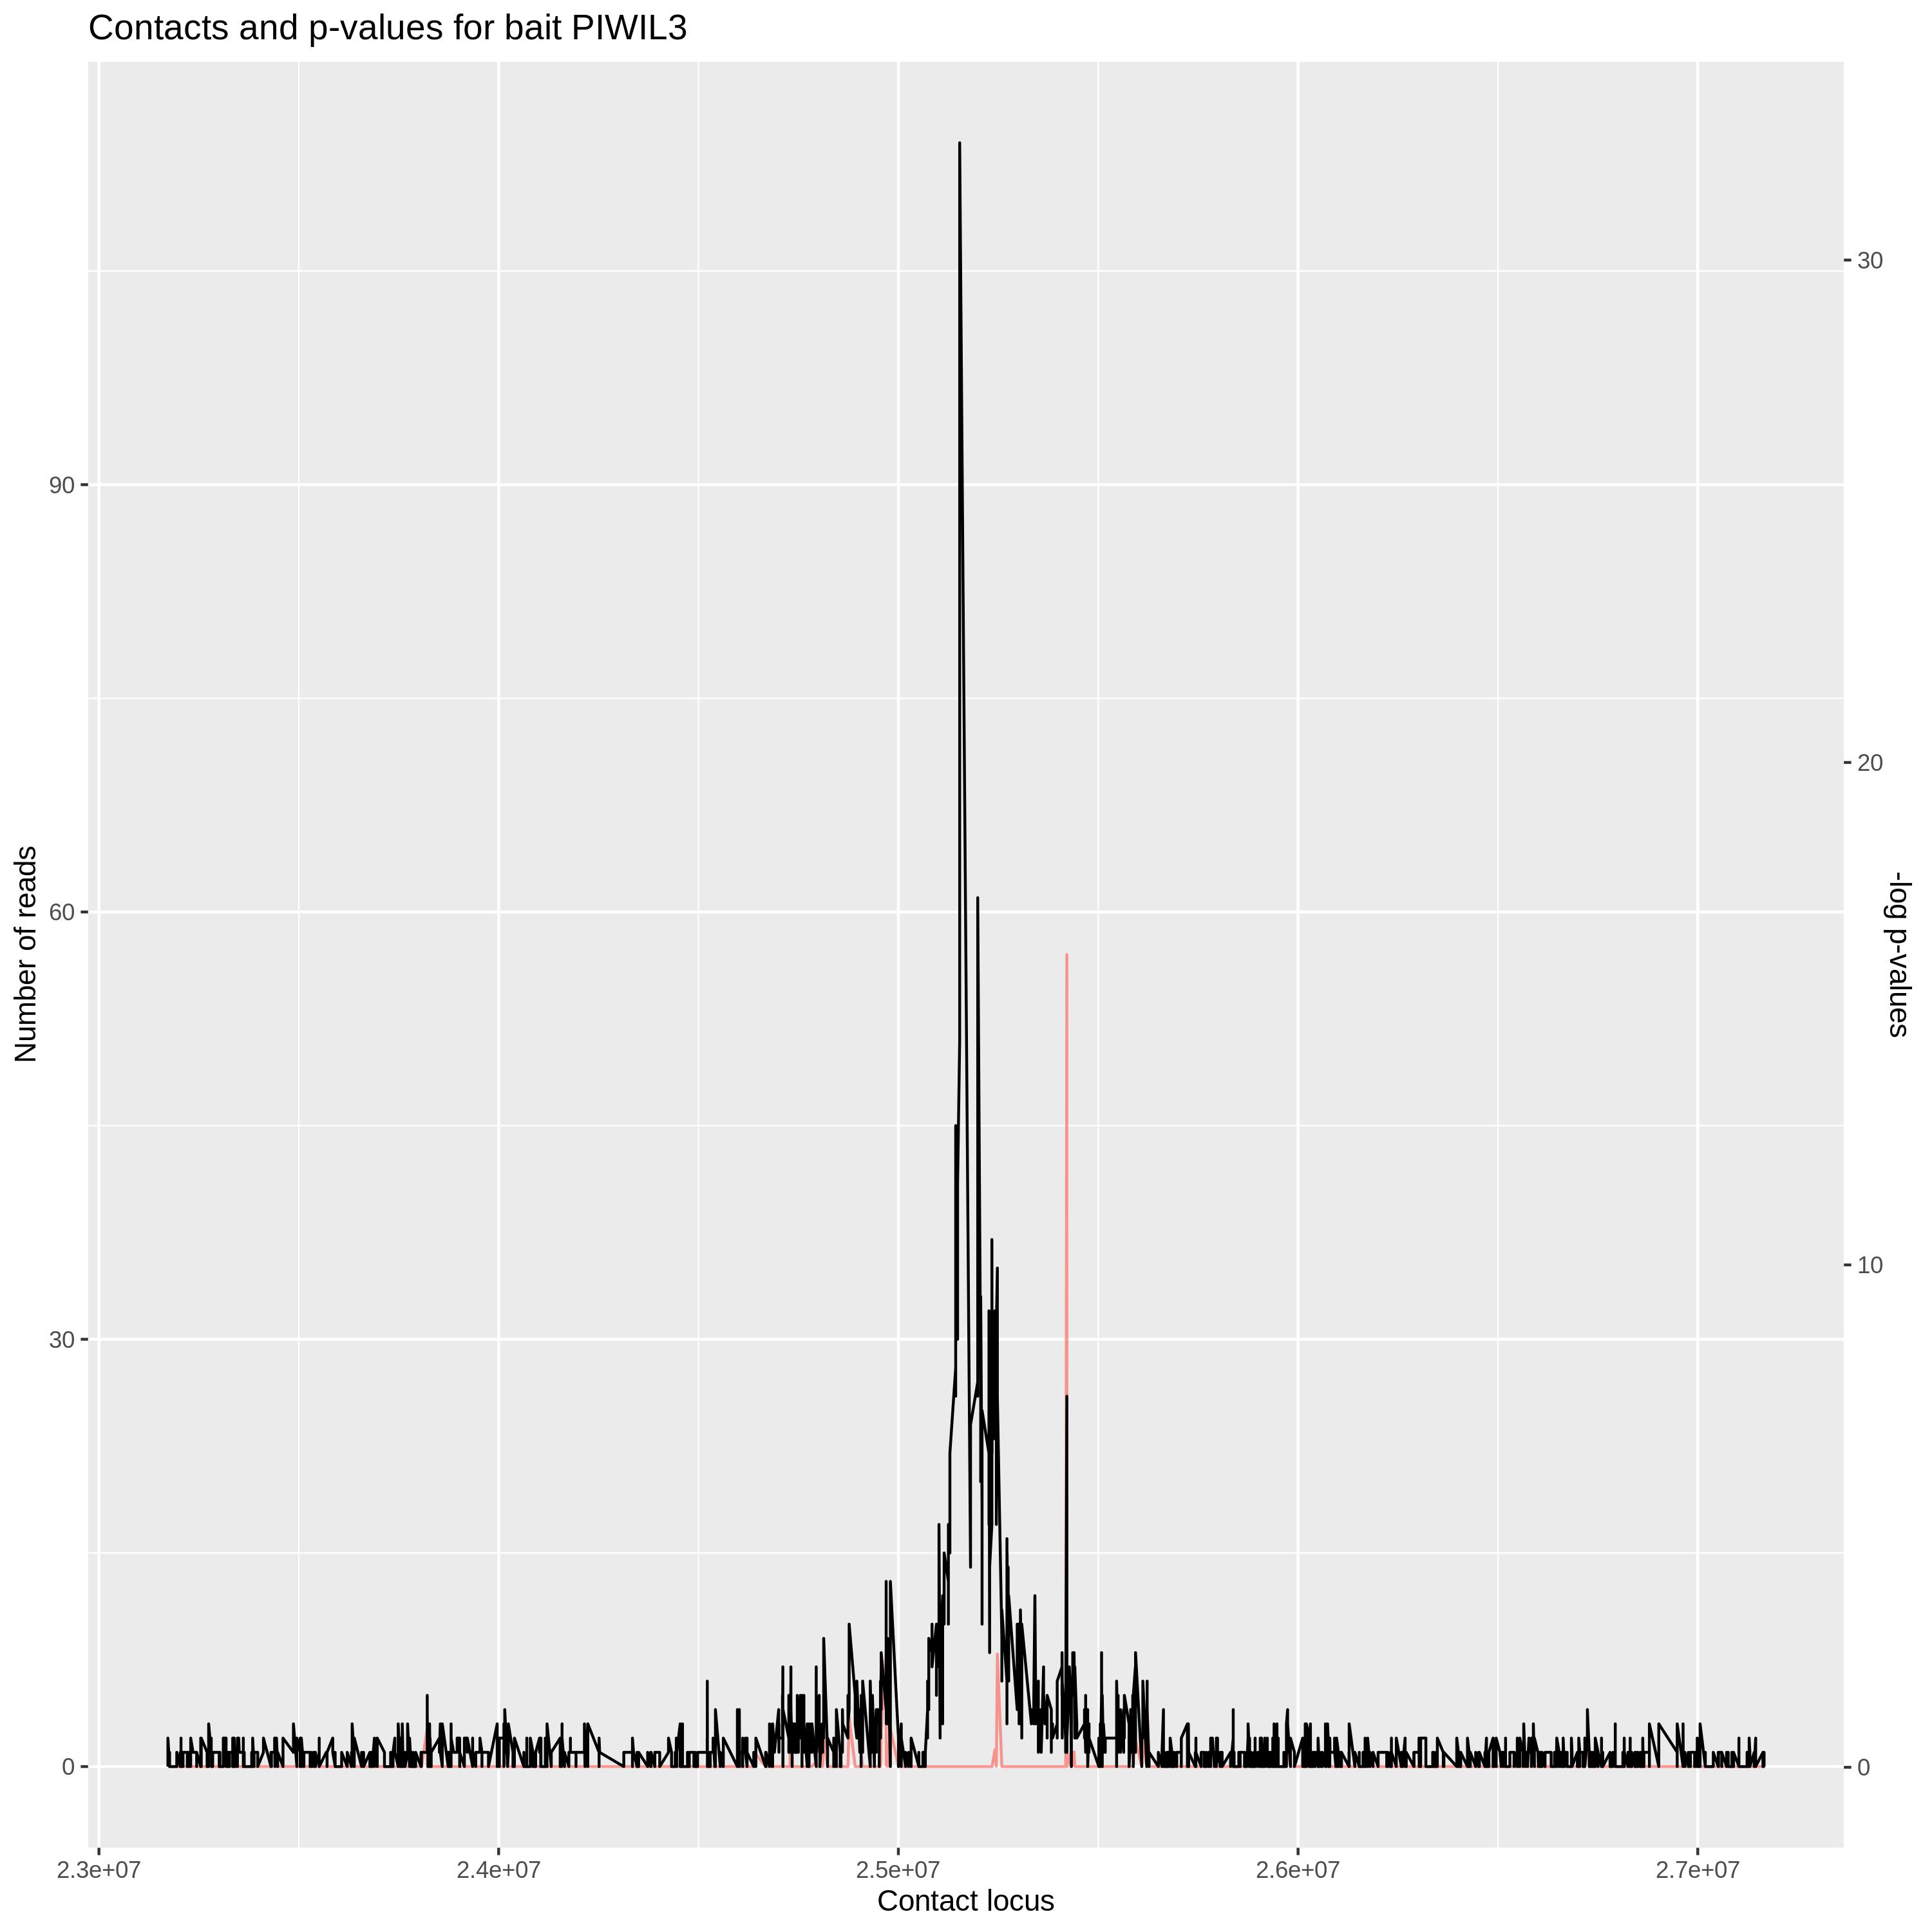 Contacts and p-values for bait PIWIL3
90
60
30
0
Number of reads
30
20
10
0
-log p-values
2.3e+07
2.4e+07
2.5e+07
2.6e+07
2.7e+07
Contact locus